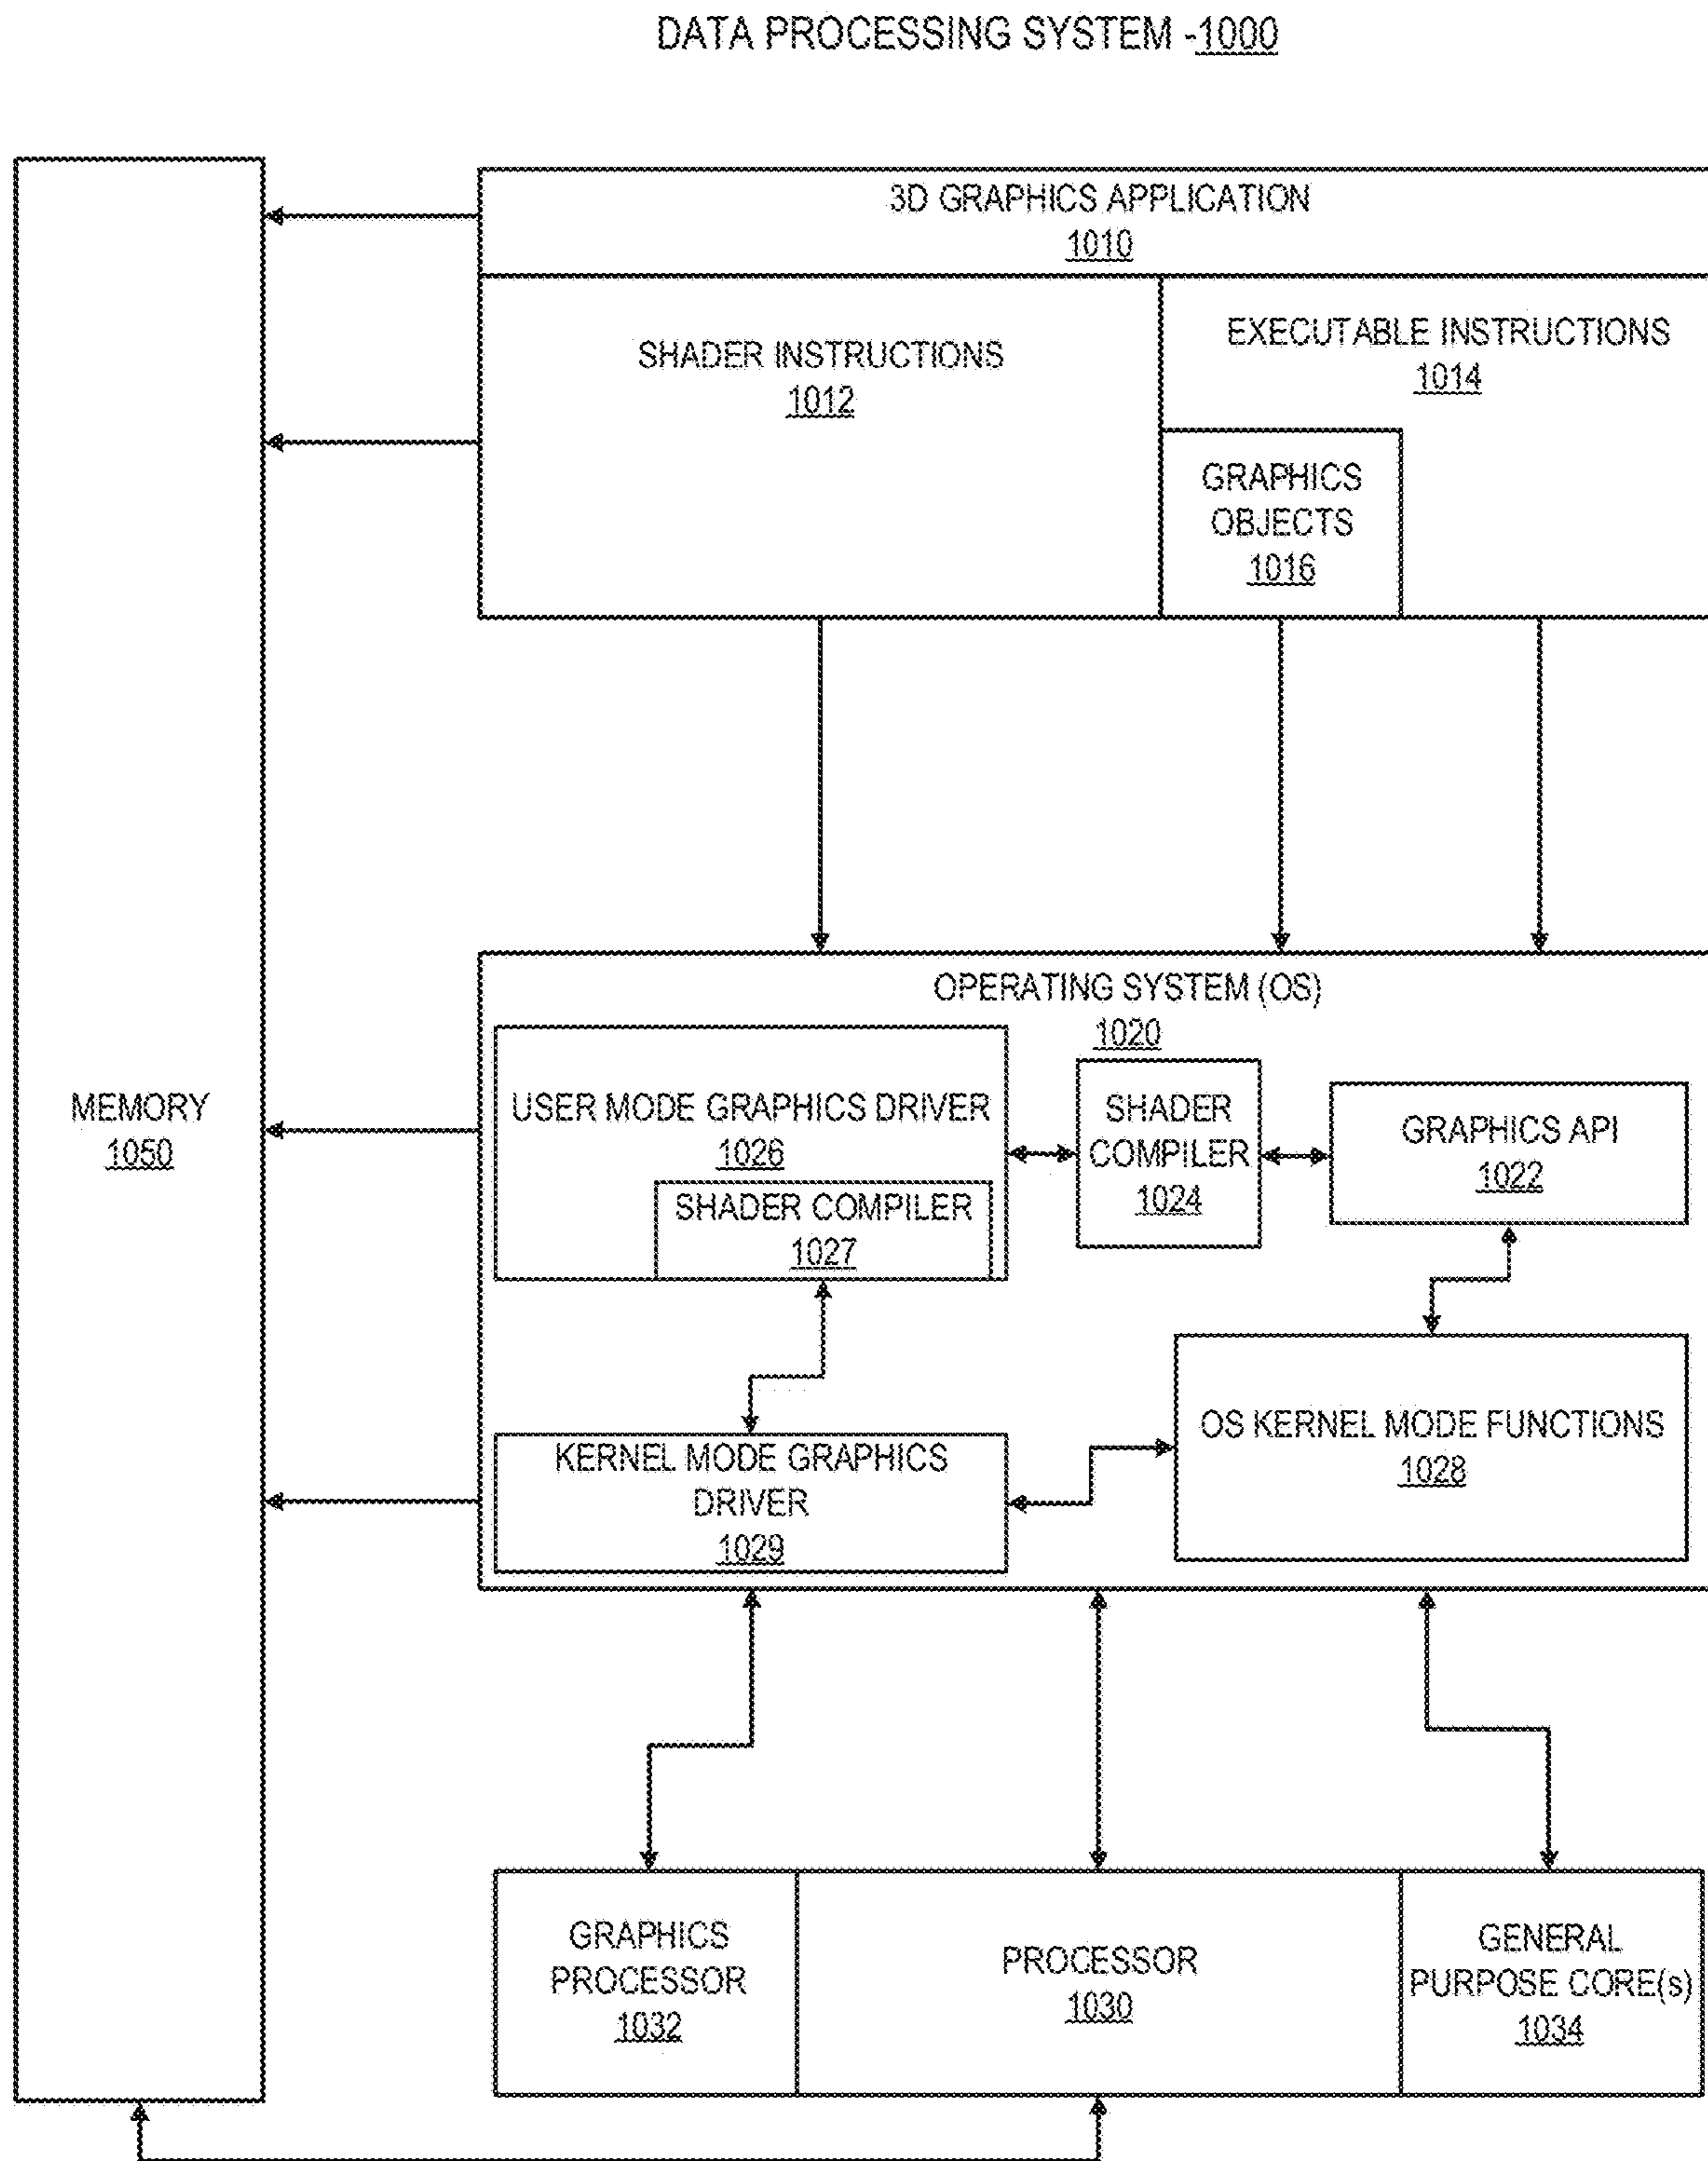 DATA PROCESSING SYSTEM -1000
3D GRAPHICS APPLICATION
1010
SHADER INSTRUCTIONS
1012
EXECUTABLE INSTRUCTIONS
1014
GRAPHICS
OBJECTS
1016
MEMORY
1050
OPERATING SYSTEM (OS)
1020
USER MODE GRAPHICS DRIVER
1026
SHADER COMPILER
1027
SHADER
COMPILER
1024
GRAPHICS API
1022
KERNEL MODE GRAPHICS
DRIVER
1029
OS KERNEL MODE FUNCTIONS
1028
GRAPHICS
PROCESSOR
1032
PROCESSOR
1030
GENERAL
PURPOSE CORE(s)
1034